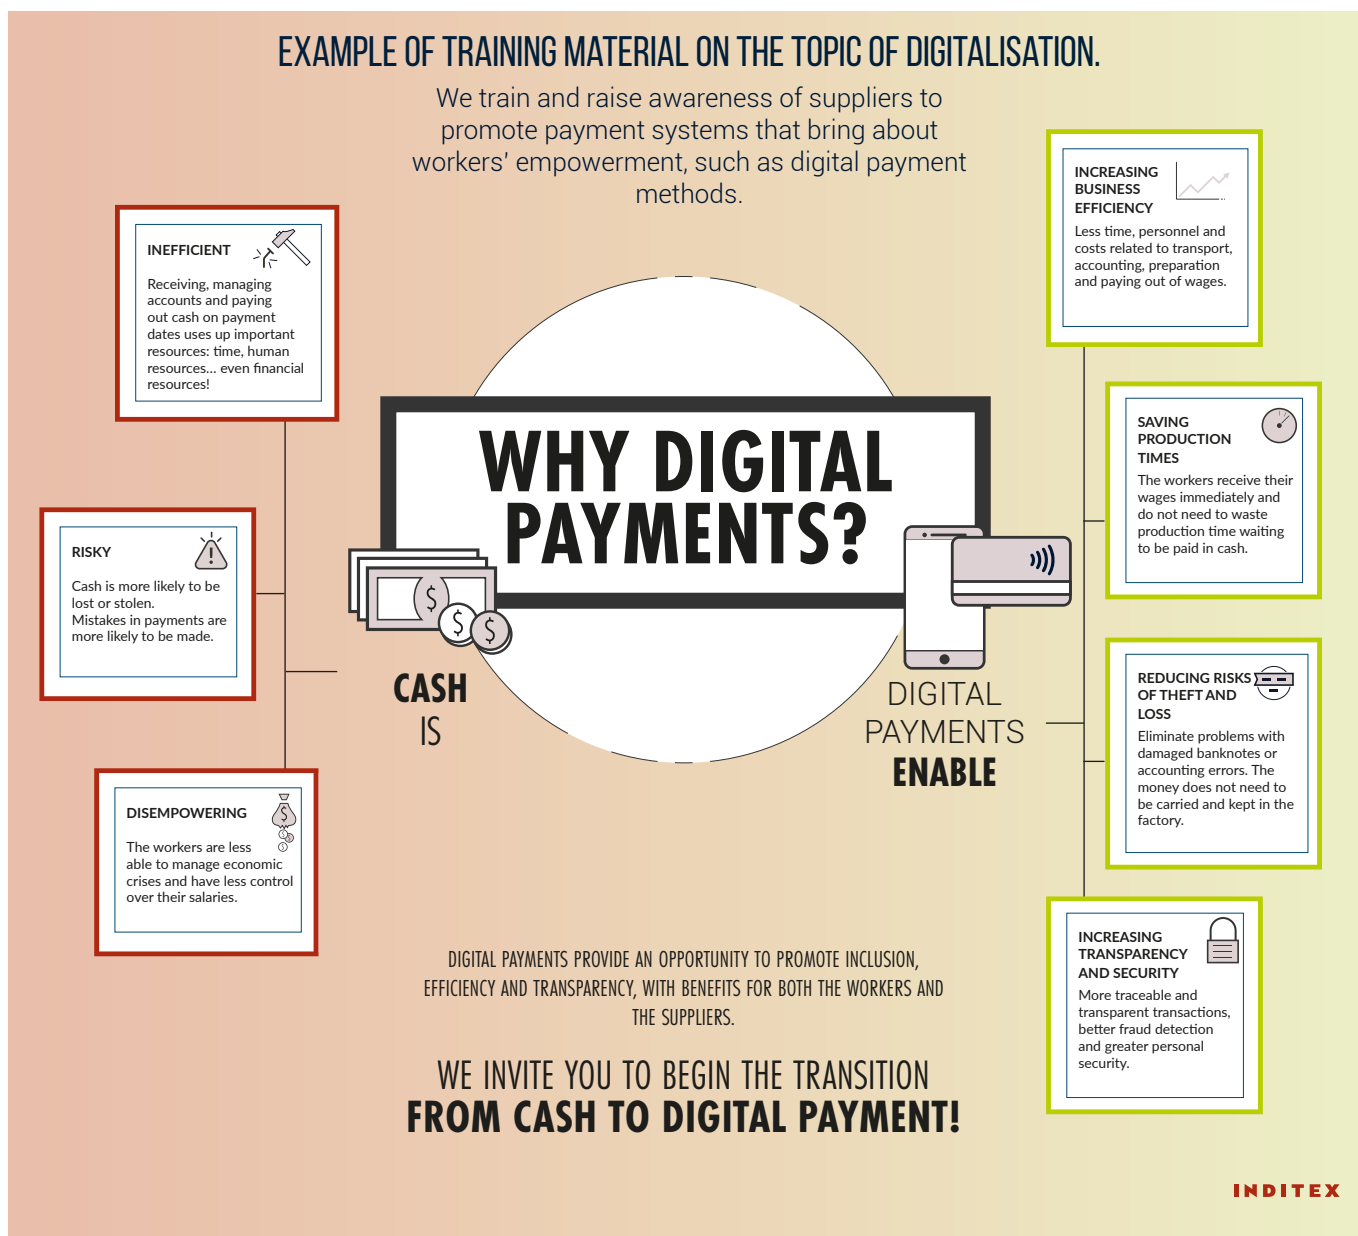 EXAMPLE OF TRAINING MATERIAL ON THE TOPIC OF DIGITALISATION.
We train and raise awareness of suppliers to
promote payment systems that bring about
workers' empowerment, such as digital payment
methods.
INEFFICIENT
Receiving, managing
accounts and paying
out cash on payment
dates uses up important
resources: time, human
resources... even financial
resources!
RISKY
Cash is more likely to be
lost or stolen.
Mistakes in payments are
more likely to be made.
DISEMPOWERING
The workers are less
able to manage economic
crises and have less control
over their salaries.
WHY DIGITAL
PAYMENTS?
CASH
IS
DIGITAL
PAYMENTS
ENABLE
INCREASING
BUSINESS
EFFICIENCY
Less time, personnel and
costs related to transport,
accounting, preparation
and paying out of wages.
SAVING
PRODUCTION
TIMES
The workers receive their
wages immediately and
do not need to waste
production time waiting
to be paid in cash.
REDUCING RISKS
OF THEFT AND
LOSS
Eliminate problems with
damaged banknotes or
accounting errors. The
money does not need to
be carried and kept in the
factory.
INCREASING
TRANSPARENCY
AND SECURITY
More traceable and
transparent transactions,
better fraud detection
and greater personal
security.
DIGITAL PAYMENTS PROVIDE AN OPPORTUNITY TO PROMOTE INCLUSION,
EFFICIENCY AND TRANSPARENCY, WITH BENEFITS FOR BOTH THE WORKERS AND
THE SUPPLIERS.
WE INVITE YOU TO BEGIN THE TRANSITION
FROM CASH TO DIGITAL PAYMENT!
INDITEX